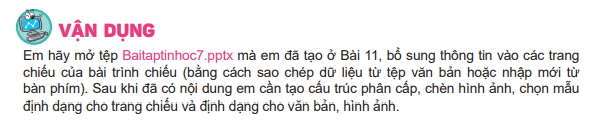 VẬN DỤNG
Em hãy mở tệp Baitaptinhoc7.pptx mà em đã tạo ở Bài 11, bổ sung thông tin vào các trang
chiếu của bài trình chiếu (bằng cách sao chép dữ liệu từ tệp văn bản hoặc nhập mới từ
bàn phím). Sau khi đã có nội dung em cần tạo cấu trúc phân cấp, chèn hình ảnh, chọn mẫu
định dạng cho trang chiếu và định dạng cho văn bản, hình ảnh.